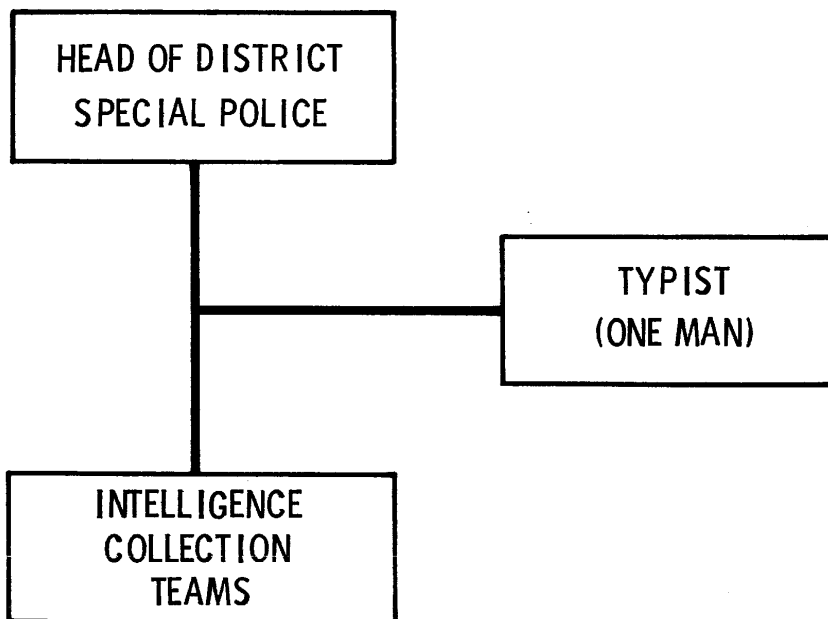 HEAD OF DISTRICT
SPECIAL POLICE
TYPIST
(ONE MAN)
INTELLIGENCE
COLLECTION
TEAMS